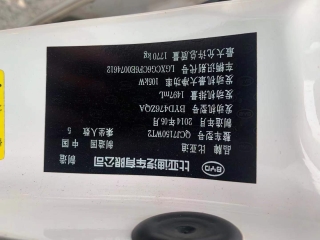 BYD 比亚迪汽车有限公司 制造
品牌 比亚迪 制造国 中国
整车型号 QCJ7150WT2 乘坐人数 5
制造年月 2014年05月
发动机型号 BYD476ZQA
发动机排量 1497mL
发动机最大净功率 106kW
车辆识别代号 LGXCG6CF6E0074612
最大允许总质量 1770kg